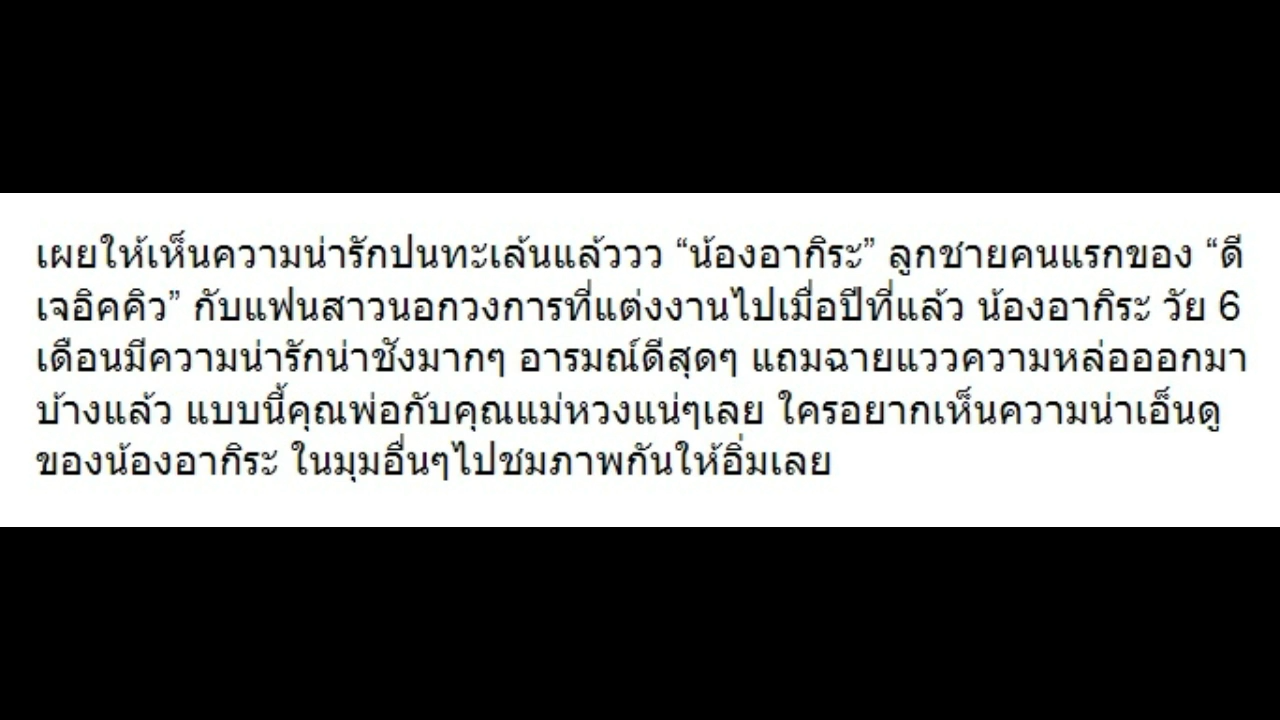 เผยให้เห็นความน่ารักปนทะเล้นแล้ววว “น้องอากิระ” ลูกชายคนแรกของ “ดี
เจอิคคิว” กับแฟนสาวนอกวงการที่แต่งงานไปเมื่อปีที่แล้ว น้องอากิระ วัย 6
เดือนมีความน่ารักน่าชังมากๆ อารมณ์ดีสุดๆ แถมฉายแววความหล่อออกมา
บ้างแล้ว แบบนี้คุณพ่อกับคุณแม่หวงแน่ๆเลย ใครอยากเห็นความน่าเอ็นดู
ของน้องอากิระ ในมุมอื่นๆไปชมภาพกันให้อิ่มเลย